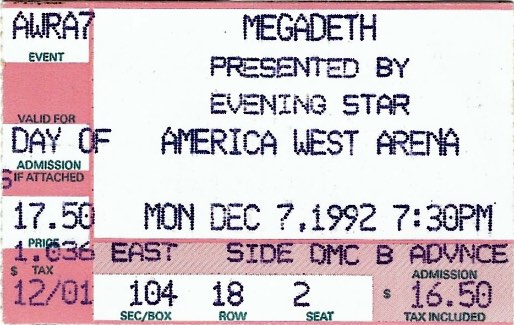 AWRA7 MEGADETH
EVENT
PRESENTED BY
EVENING STAR
VALID FOR
DAY OF AMERICA WEST ARENA
ADMISSION
S IF ATTACHED
17.50 MON DEC 7,1992 7:30PM
PRICE
1.036 EAST SIDE DMC B ADVNCE
$ TAX ADMISSION
12/01 104 18 2 $ 16.50
SEC/BOX ROW SEAT TAX INCLUDED